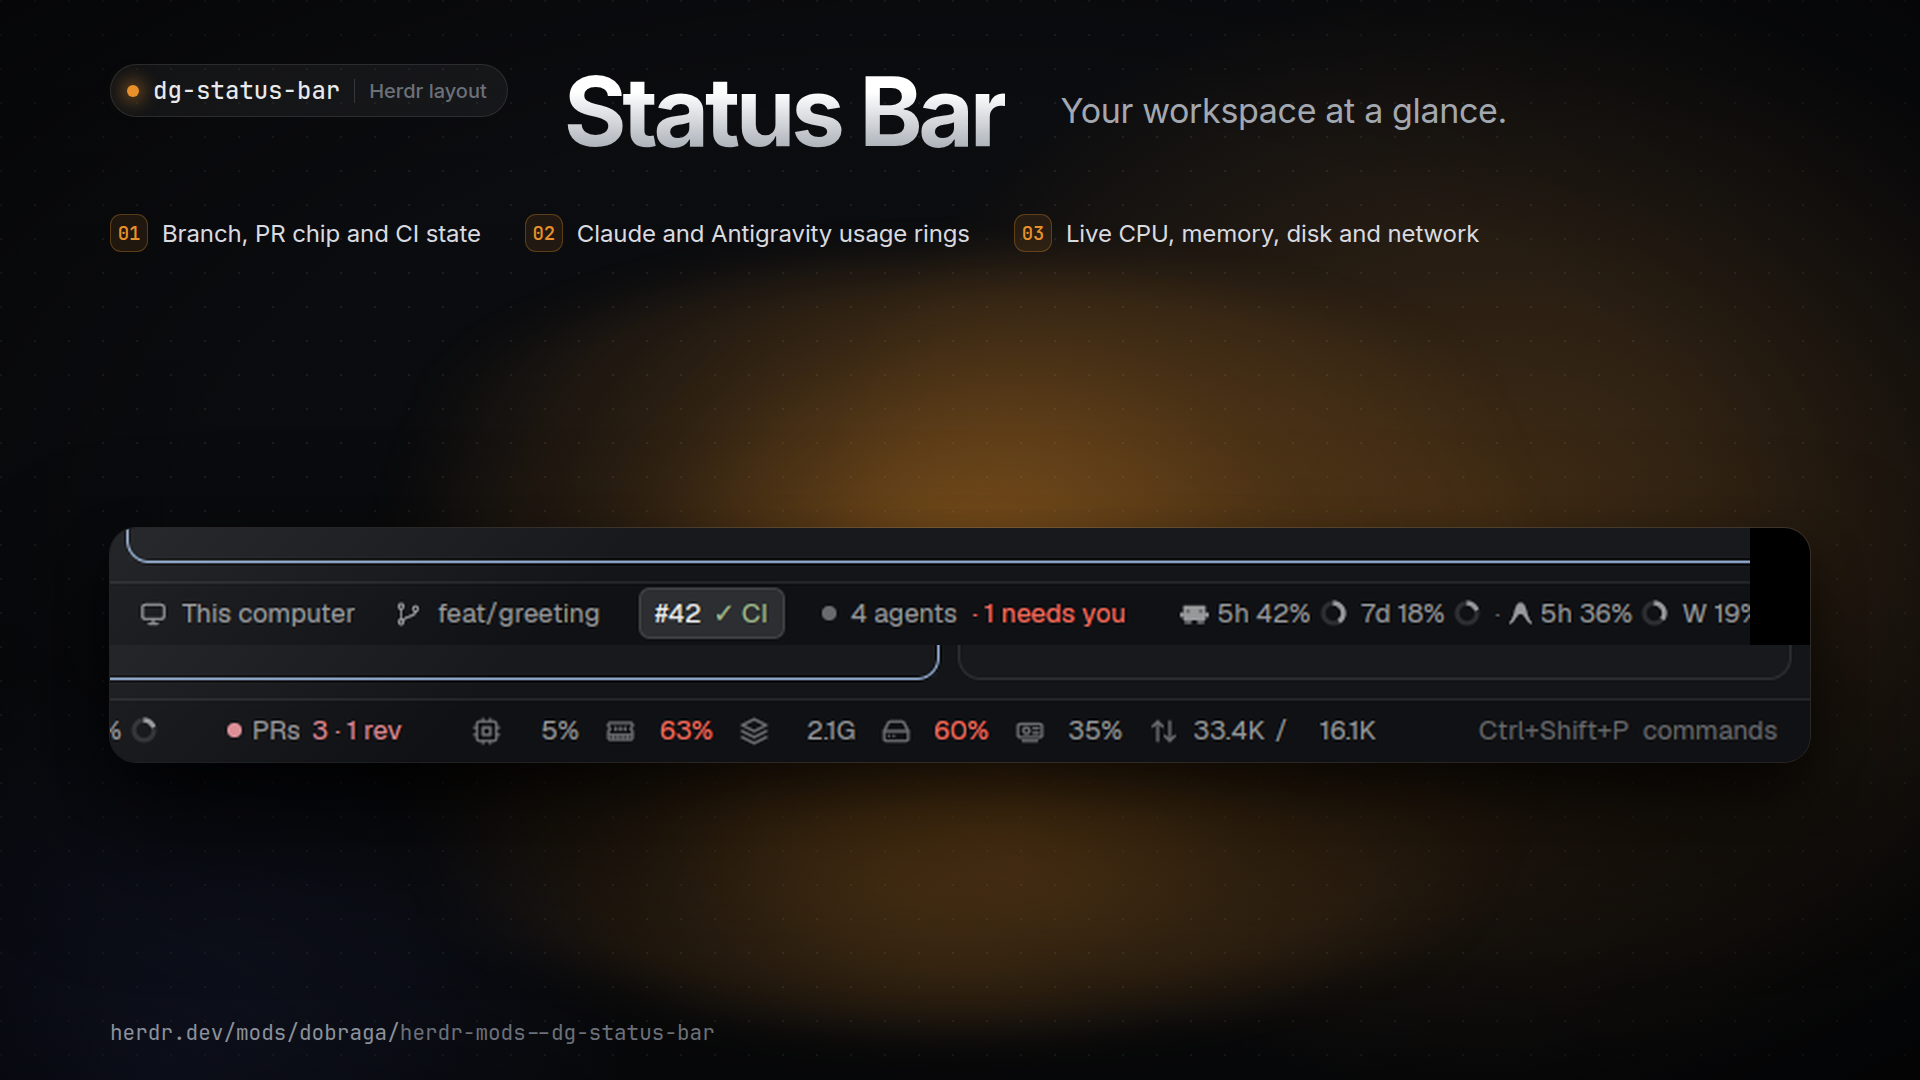 dg-status-bar Herdr layout
Status Bar
Your workspace at a glance.
01 Branch, PR chip and CI state
02 Claude and Antigravity usage rings
03 Live CPU, memory, disk and network
This computer feat/greeting #42 ✓ CI 4 agents · 1 needs you 5h 42% 7d 18% · 5h 36% W 19%
% PRs 3 · 1 rev 5% 63% 2.1G 60% 35% 33.4K / 16.1K Ctrl+Shift+P commands
herdr.dev/mods/dobraga/herdr-mods--dg-status-bar